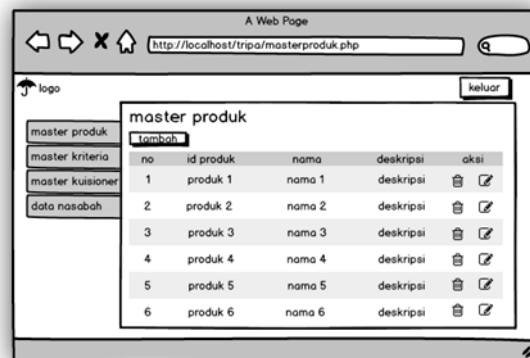 A Web Page
http://localhost/tripa/masterproduk.php
logo
keluar
master produk
master kriteria
master kuisioner
data nasabah
master produk
tambah
no id produk nama deskripsi aksi
1 produk 1 nama 1 deskripsi
2 produk 2 nama 2 deskripsi
3 produk 3 nama 3 deskripsi
4 produk 4 nama 4 deskripsi
5 produk 5 nama 5 deskripsi
6 produk 6 nama 6 deskripsi